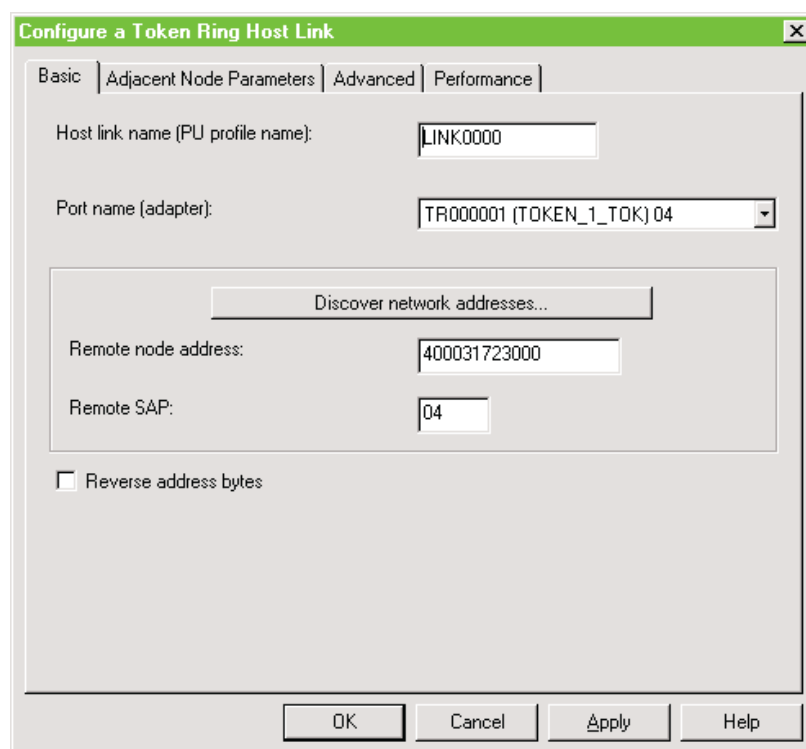 Configure a Token Ring Host Link
Basic Adjacent Node Parameters Advanced Performance
Host link name (PU profile name): LINK0000
Port name (adapter): TR000001 (TOKEN_1_TOK) 04
Discover network addresses...
Remote node address: 400031723000
Remote SAP: 04
Reverse address bytes
OK Cancel Apply Help